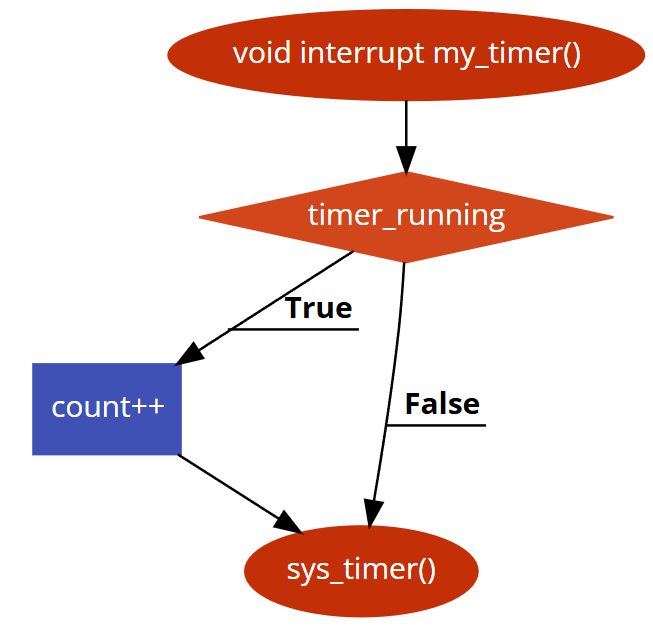 void interrupt my_timer()
timer_running
True
count++
False
sys_timer()